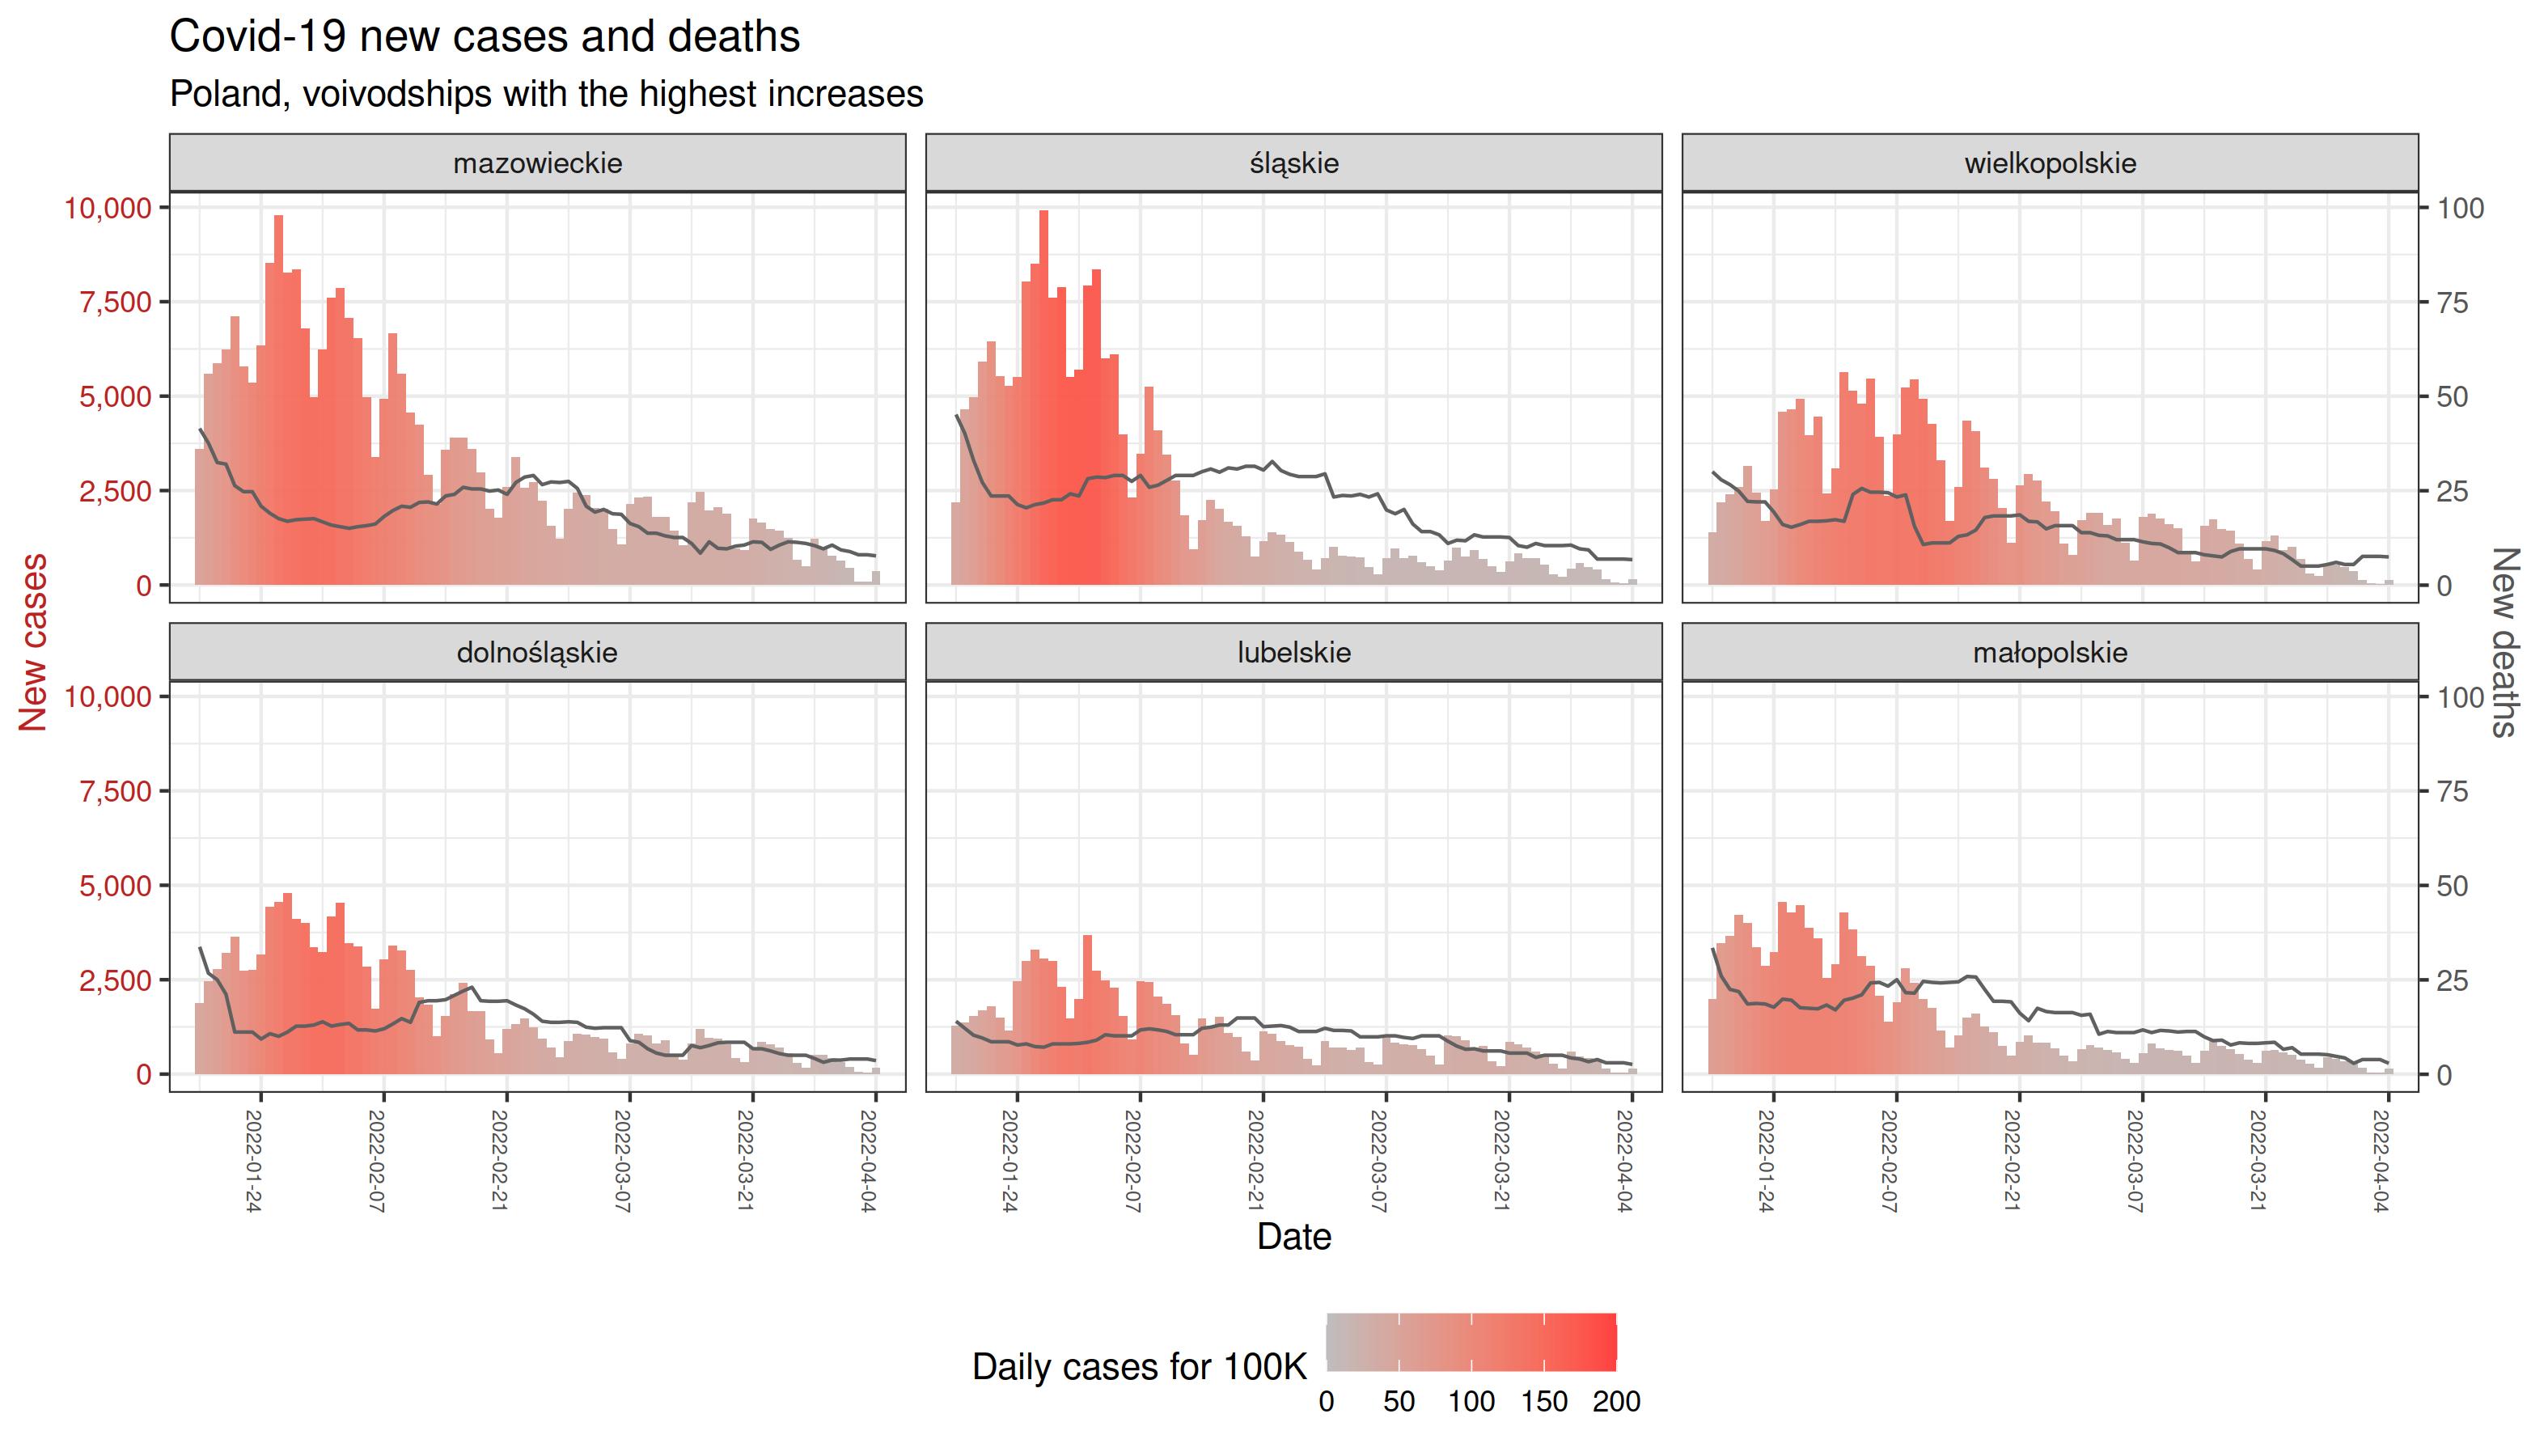 Covid-19 new cases and deaths
Poland, voivodships with the highest increases
mazowieckie
śląskie
wielkopolskie
10,000
7,500
5,000
2,500
0
100
75
50
25
0
New cases
New deaths
dolnośląskie
lubelskie
małopolskie
10,000
7,500
5,000
2,500
0
100
75
50
25
0
2022-01-24
2022-02-07
2022-02-21
2022-03-07
2022-03-21
2022-04-04
2022-01-24
2022-02-07
2022-02-21
2022-03-07
2022-03-21
2022-04-04
2022-01-24
2022-02-07
2022-02-21
2022-03-07
2022-03-21
2022-04-04
Date
Daily cases for 100K
0 50 100 150 200